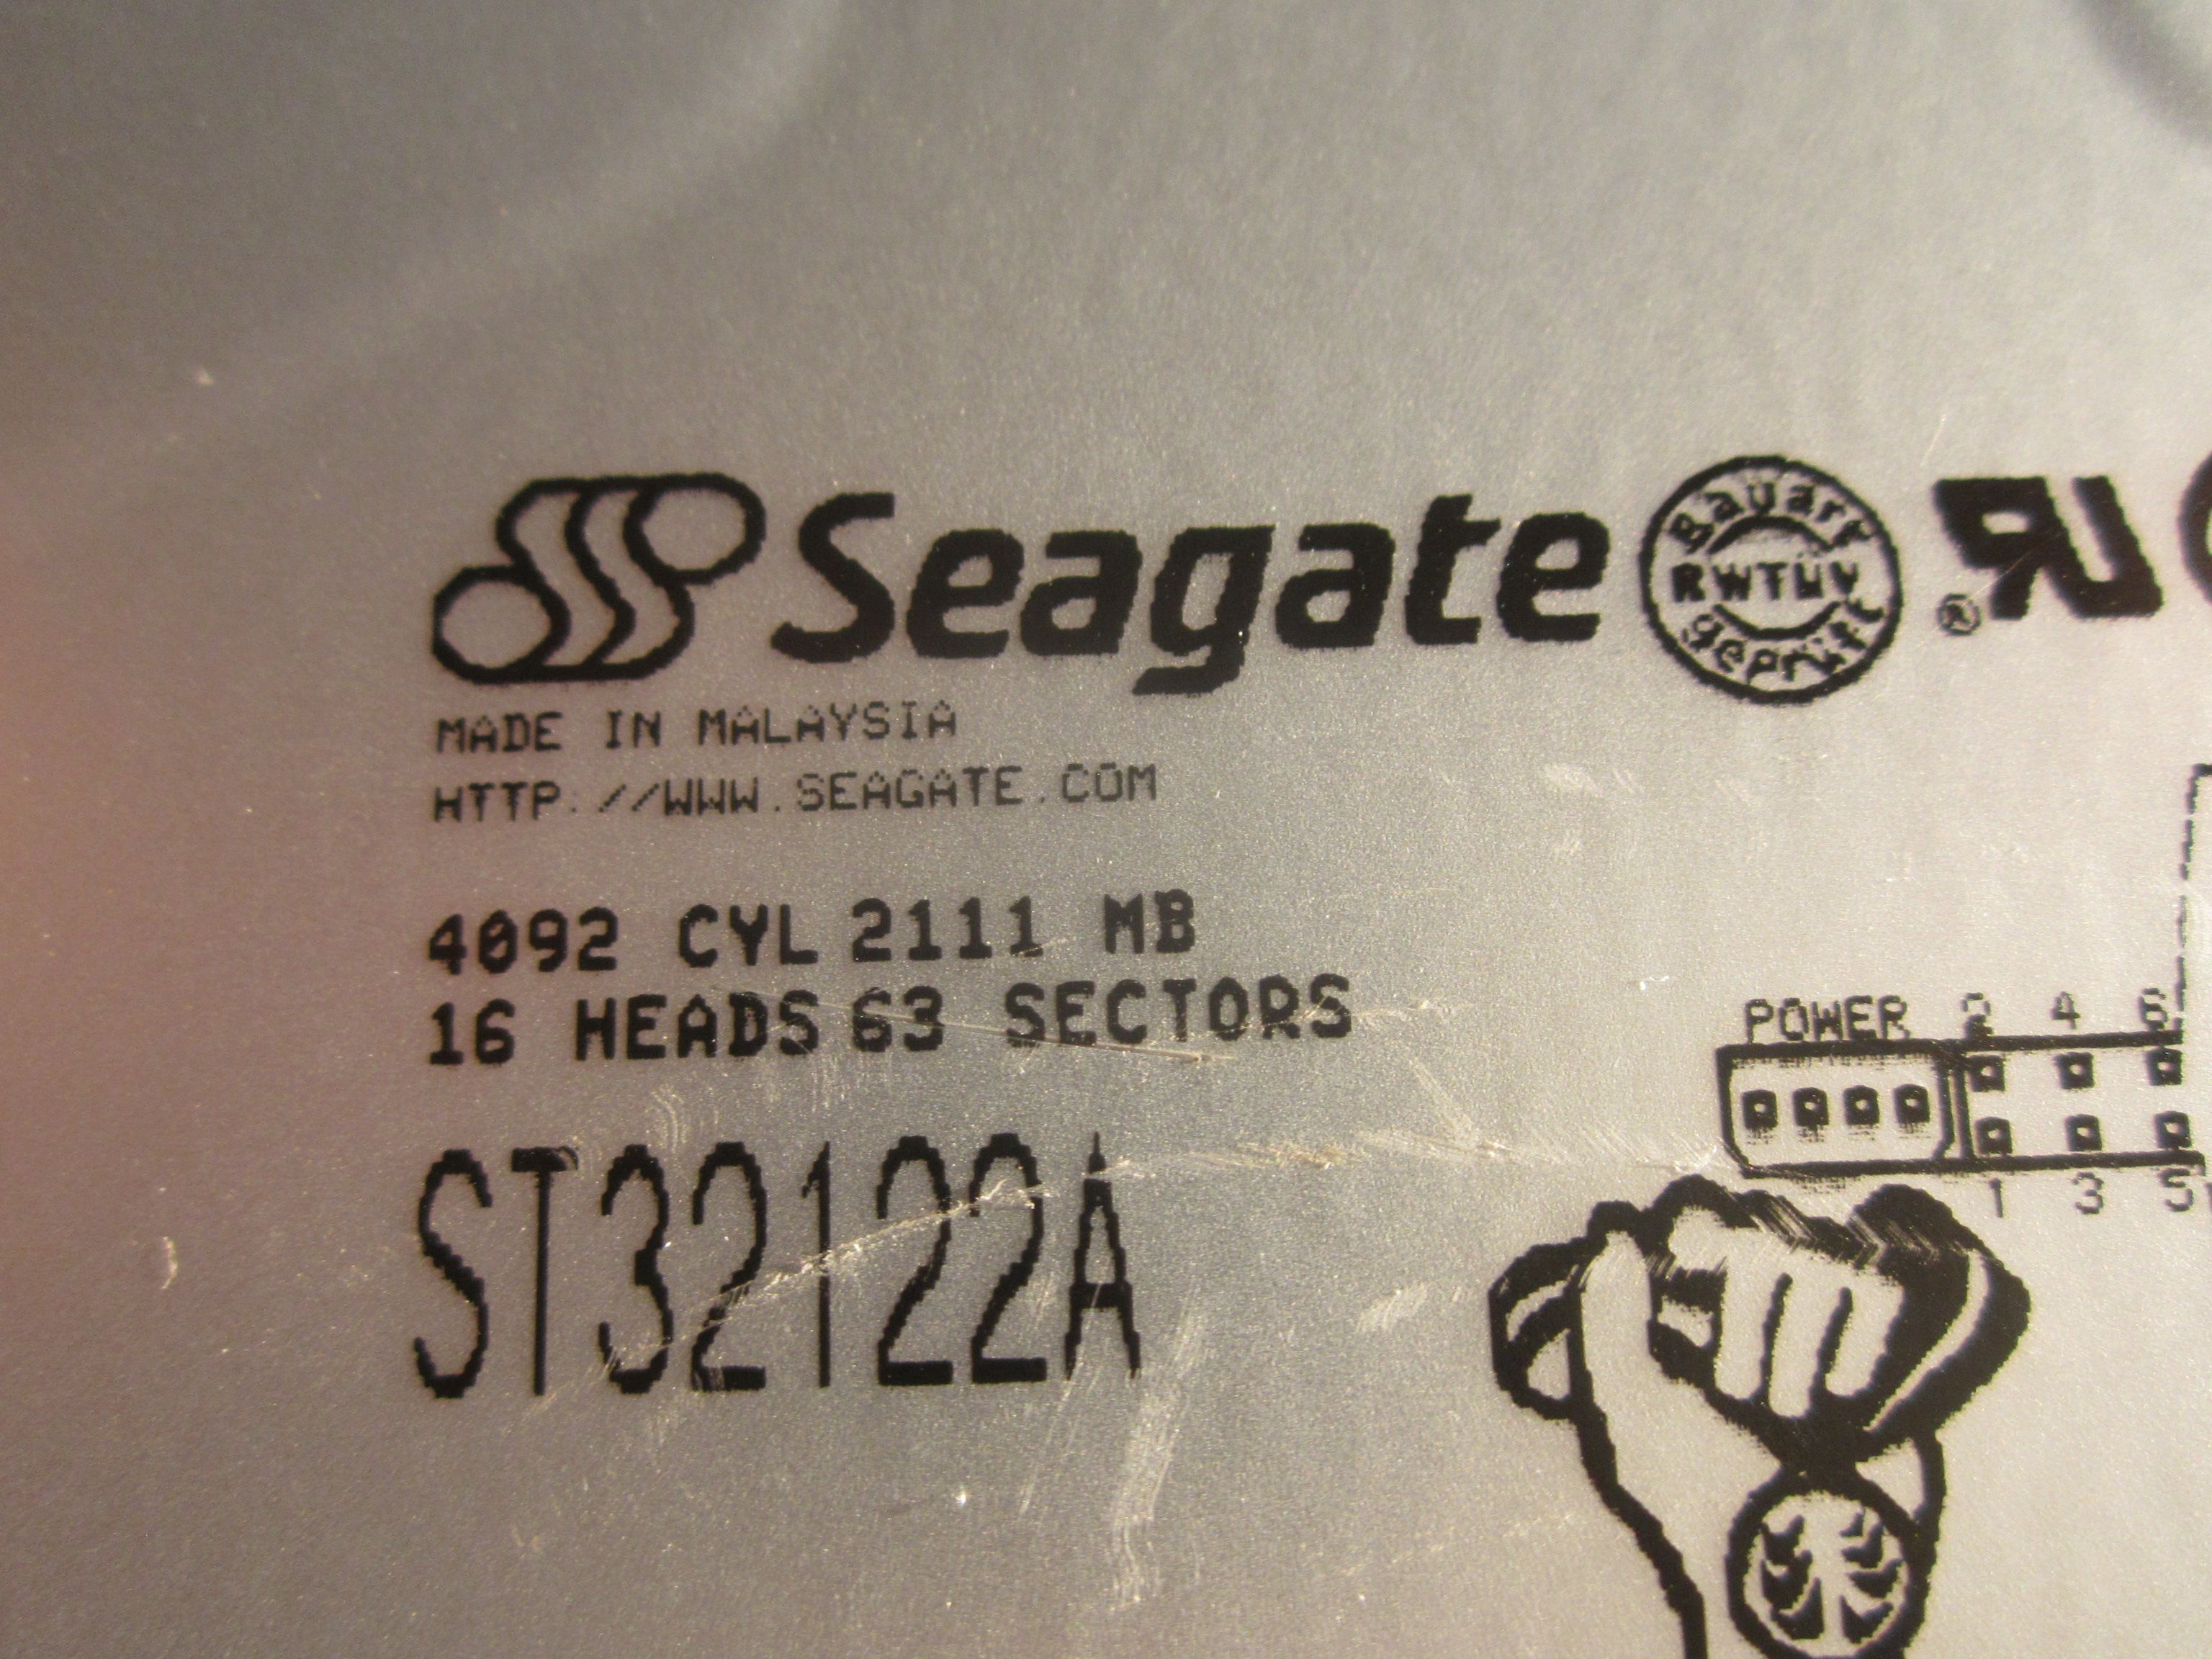 Seagate
Bauart
RWTUV
geprüft
®
MADE IN MALAYSIA
HTTP://WWW.SEAGATE.COM
4092 CYL 2111 MB
16 HEADS 63 SECTORS
ST32122A
POWER 2 4 6
1 3 5